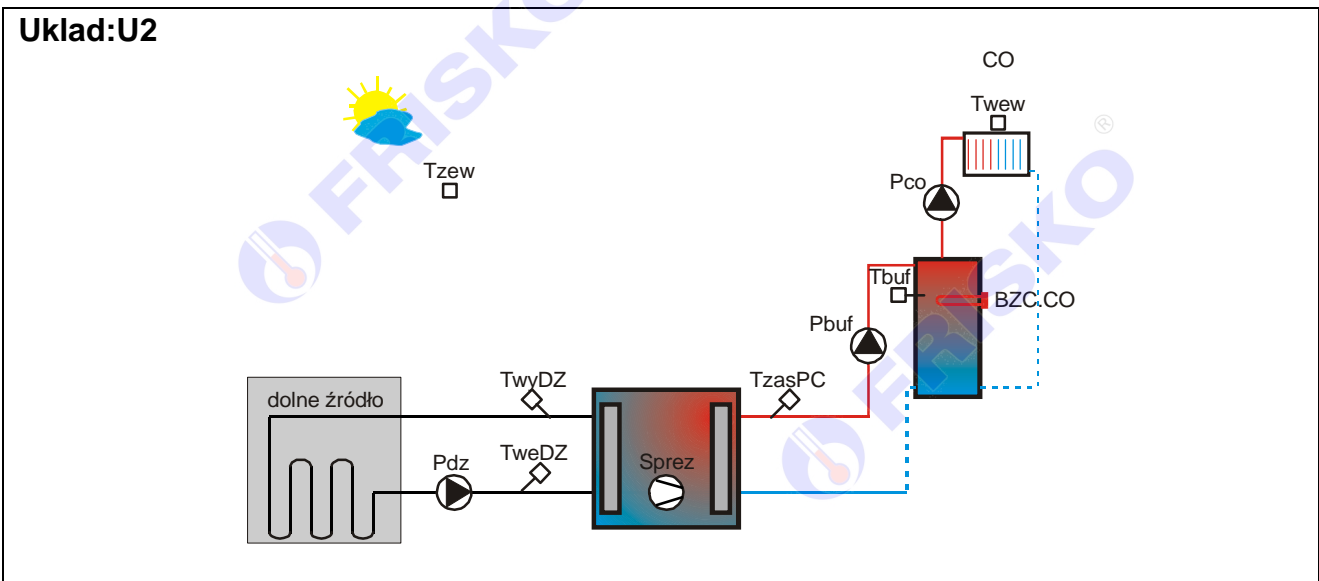 Uklad:U2
CO
Twew
Tzew
Pco
Tbuf
BZC.CO
Pbuf
dolne źródło
TwyDZ
TzasPC
Pdz
TweDZ
Sprez
FRISKO
FRISKO
FRISKO
®